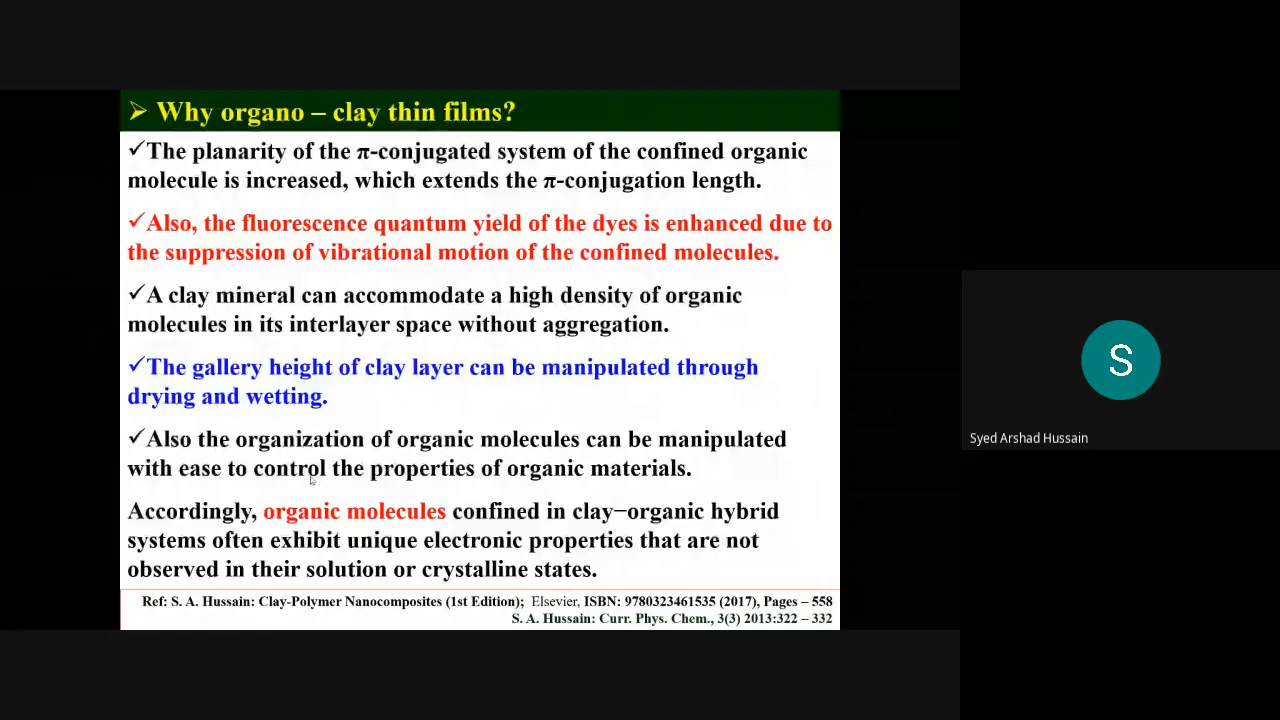 ➢ Why organo – clay thin films?
✓The planarity of the π-conjugated system of the confined organic
molecule is increased, which extends the π-conjugation length.
✓Also, the fluorescence quantum yield of the dyes is enhanced due to
the suppression of vibrational motion of the confined molecules.
✓A clay mineral can accommodate a high density of organic
molecules in its interlayer space without aggregation.
✓The gallery height of clay layer can be manipulated through
drying and wetting.
✓Also the organization of organic molecules can be manipulated
with ease to control the properties of organic materials.
Accordingly, organic molecules confined in clay−organic hybrid
systems often exhibit unique electronic properties that are not
observed in their solution or crystalline states.
Ref: S. A. Hussain: Clay-Polymer Nanocomposites (1st Edition); Elsevier, ISBN: 9780323461535 (2017), Pages – 558
S. A. Hussain: Curr. Phys. Chem., 3(3) 2013:322 – 332
S
Syed Arshad Hussain